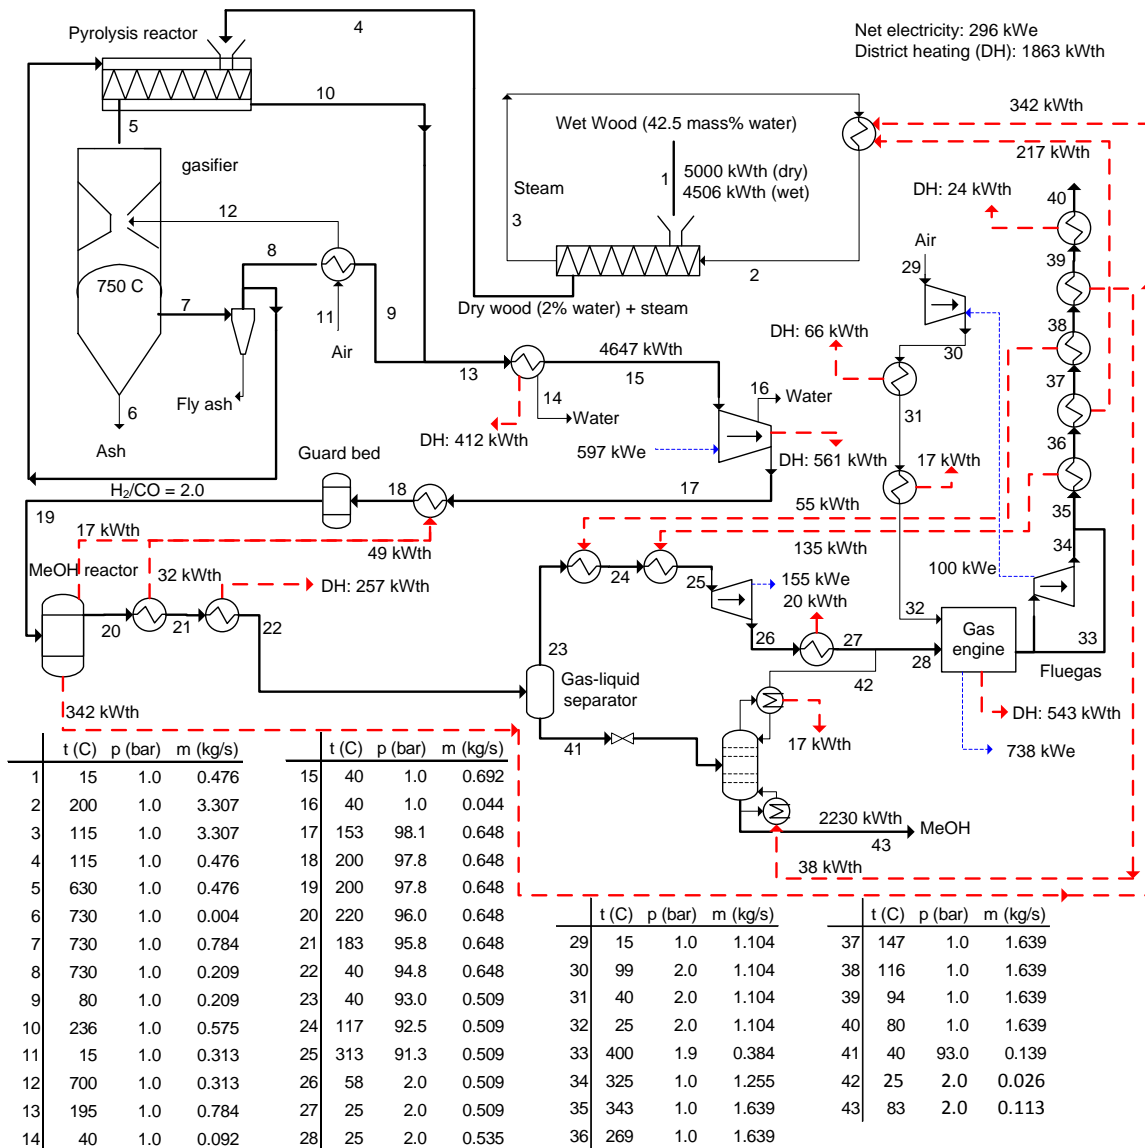 Net electricity: 296 kWe
District heating (DH): 1863 kWth
4
Pyrolysis reactor
10
5
gasifier
12
8
750 C
7
9
11
Air
Fly ash
6
Ash
Wet Wood (42.5 mass% water)
1
5000 kWth (dry)
4506 kWth (wet)
Steam
3
2
Dry wood (2% water) + steam
342 kWth
217 kWth
DH: 24 kWth
40
39
38
37
36
35
34
33
Air
29
30
DH: 66 kWth
31
17 kWth
32
13
4647 kWth
15
14
Water
DH: 412 kWth
16
Water
597 kWe
DH: 561 kWth
17
Guard bed
18
H2/CO = 2.0
19
17 kWth
49 kWth
MeOH reactor
32 kWth
DH: 257 kWth
20
21
22
342 kWth
55 kWth
135 kWth
24
25
155 kWe
20 kWth
26
27
23
Gas-liquid
separator
28
42
Gas
engine
100 kWe
Fluegas
DH: 543 kWth
738 kWe
17 kWth
41
2230 kWth
MeOH
43
38 kWth
t (C) p (bar) m (kg/s)
1 15 1.0 0.476
2 200 1.0 3.307
3 115 1.0 3.307
4 115 1.0 0.476
5 630 1.0 0.476
6 730 1.0 0.004
7 730 1.0 0.784
8 730 1.0 0.209
9 80 1.0 0.209
10 236 1.0 0.575
11 15 1.0 0.313
12 700 1.0 0.313
13 195 1.0 0.784
14 40 1.0 0.092
t (C) p (bar) m (kg/s)
15 40 1.0 0.692
16 40 1.0 0.044
17 153 98.1 0.648
18 200 97.8 0.648
19 200 97.8 0.648
20 220 96.0 0.648
21 183 95.8 0.648
22 40 94.8 0.648
23 40 93.0 0.509
24 117 92.5 0.509
25 313 91.3 0.509
26 58 2.0 0.509
27 25 2.0 0.509
28 25 2.0 0.535
t (C) p (bar) m (kg/s)
29 15 1.0 1.104
30 99 2.0 1.104
31 40 2.0 1.104
32 25 2.0 1.104
33 400 1.9 0.384
34 325 1.0 1.255
35 343 1.0 1.639
36 269 1.0 1.639
t (C) p (bar) m (kg/s)
37 147 1.0 1.639
38 116 1.0 1.639
39 94 1.0 1.639
40 80 1.0 1.639
41 40 93.0 0.139
42 25 2.0 0.026
43 83 2.0 0.113